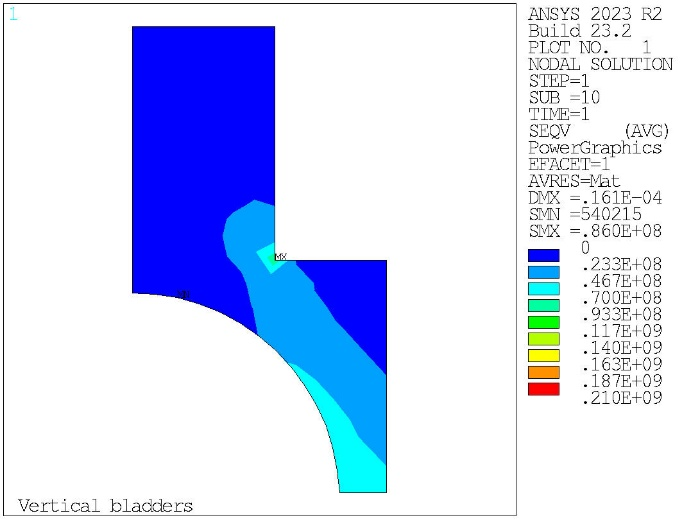 1
ANSYS 2023 R2
Build 23.2
PLOT NO. 1
NODAL SOLUTION
STEP=1
SUB =10
TIME=1
SEQV (AVG)
PowerGraphics
EFACET=1
AVRES=Mat
DMX =.161E-04
SMN =540215
SMX =.860E+08
0
.233E+08
.467E+08
.700E+08
.933E+08
.117E+09
.140E+09
.163E+09
.187E+09
.210E+09
MX
MN
Vertical bladders